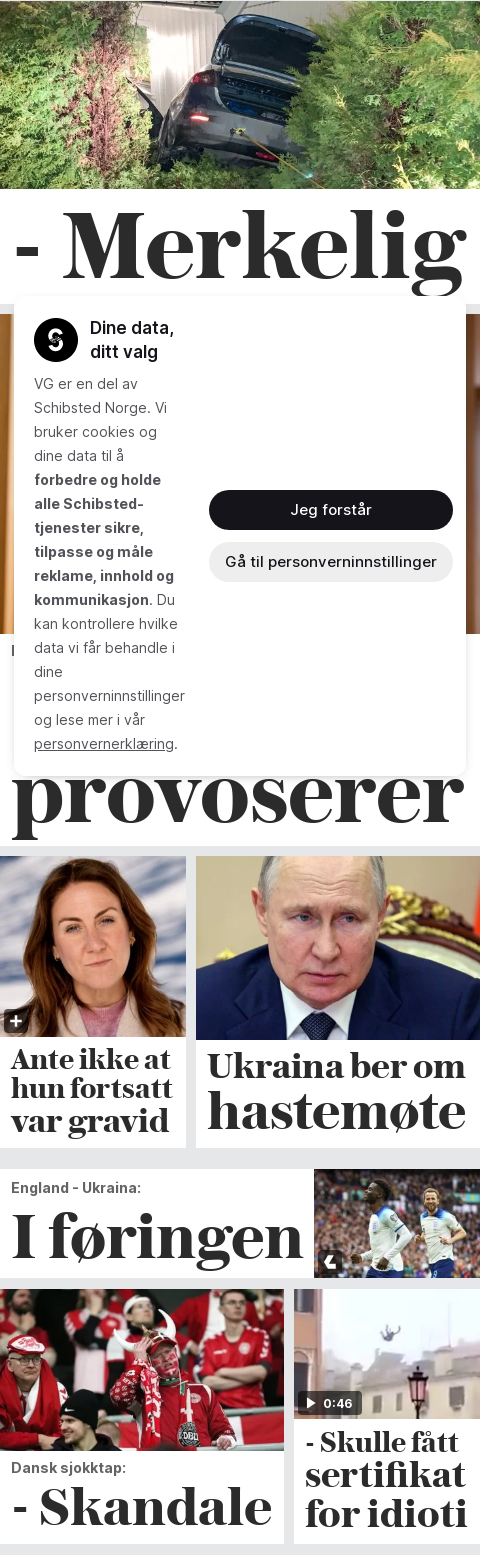 - Merkelig
Dine data,
ditt valg
VG er en del av
Schibsted Norge. Vi
bruker cookies og
dine data til å
forbedre og holde
alle Schibsted-
tjenester sikre,
tilpasse og måle
reklame, innhold og
kommunikasjon. Du
kan kontrollere hvilke
data vi får behandle i
dine
personverninnstillinger
og lese mer i vår
personvernerklæring.
Jeg forstår
Gå til personverninnstillinger
provoserer
Ante ikke at
hun fortsatt
var gravid
Ukraina ber om
hastemøte
England - Ukraina:
I føringen
Dansk sjokktap:
- Skandale
0:46
- Skulle fått
sertifikat
for idioti